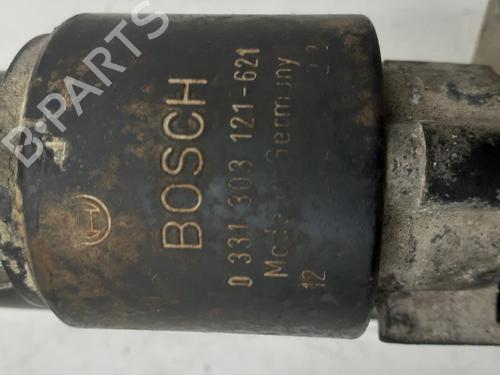 BOSCH
0 331 303 121-621
Made in Germany
12
B-PARTS